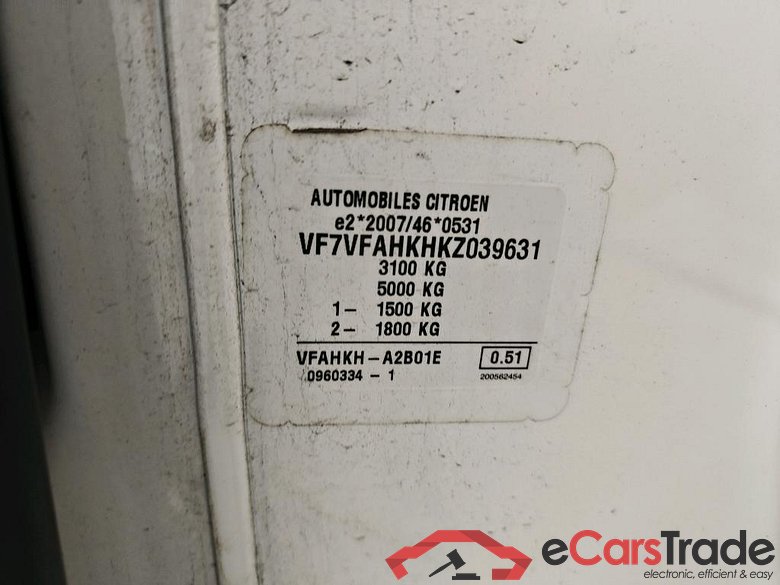 AUTOMOBILES CITROEN
e2*2007/46*0531
VF7VFAHKHKZ039631
3100 KG
5000 KG
1- 1500 KG
2- 1800 KG
VFAHKH-A2B01E 0.51
0960334 - 1 200562454
eCarsTrade
electronic, efficient & easy